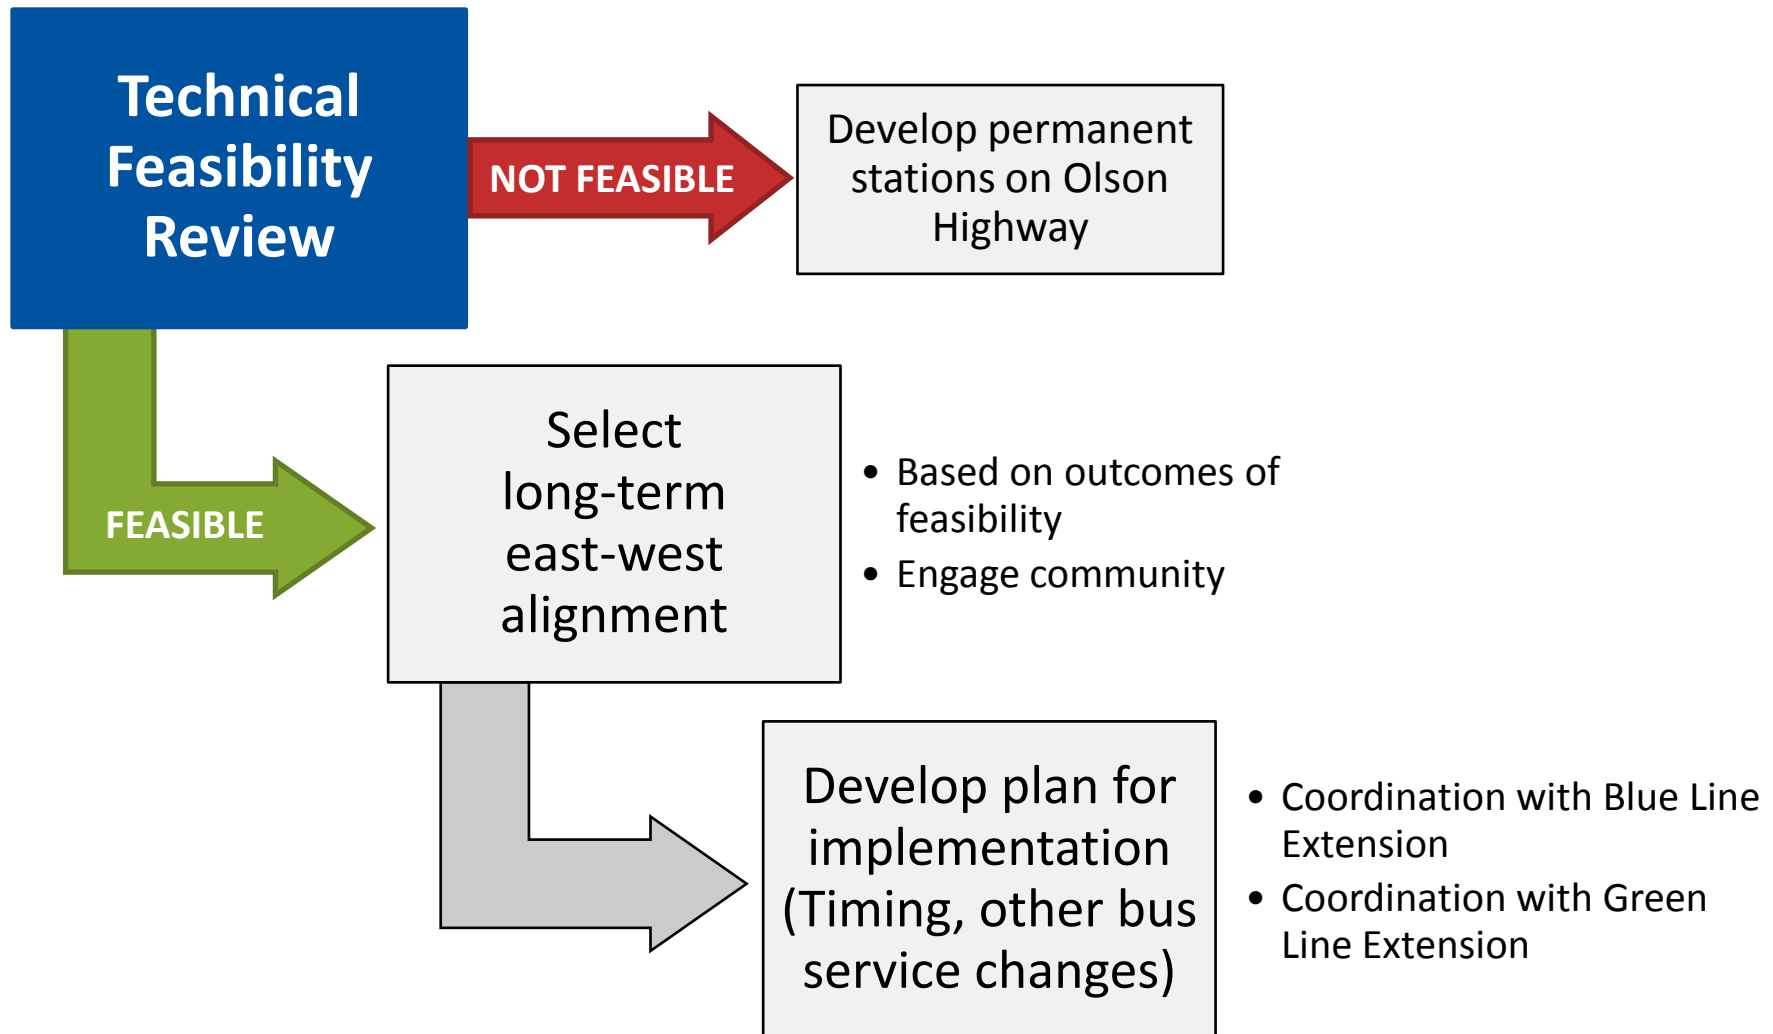 Technical
Feasibility
Review
NOT FEASIBLE
Develop permanent
stations on Olson
Highway
FEASIBLE
Select
long-term
east-west
alignment
• Based on outcomes of
feasibility
• Engage community
Develop plan for
implementation
(Timing, other bus
service changes)
• Coordination with Blue Line
Extension
• Coordination with Green
Line Extension